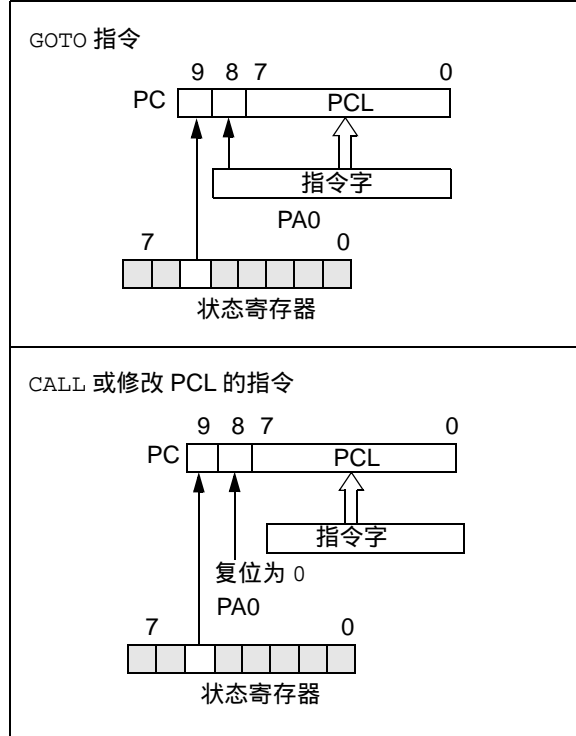 GOTO 指令
9 8 7 0
PC PCL
指令字
PA0
7 0
状态寄存器
CALL 或修改 PCL 的指令
9 8 7 0
PC PCL
指令字
复位为 0
PA0
7 0
状态寄存器